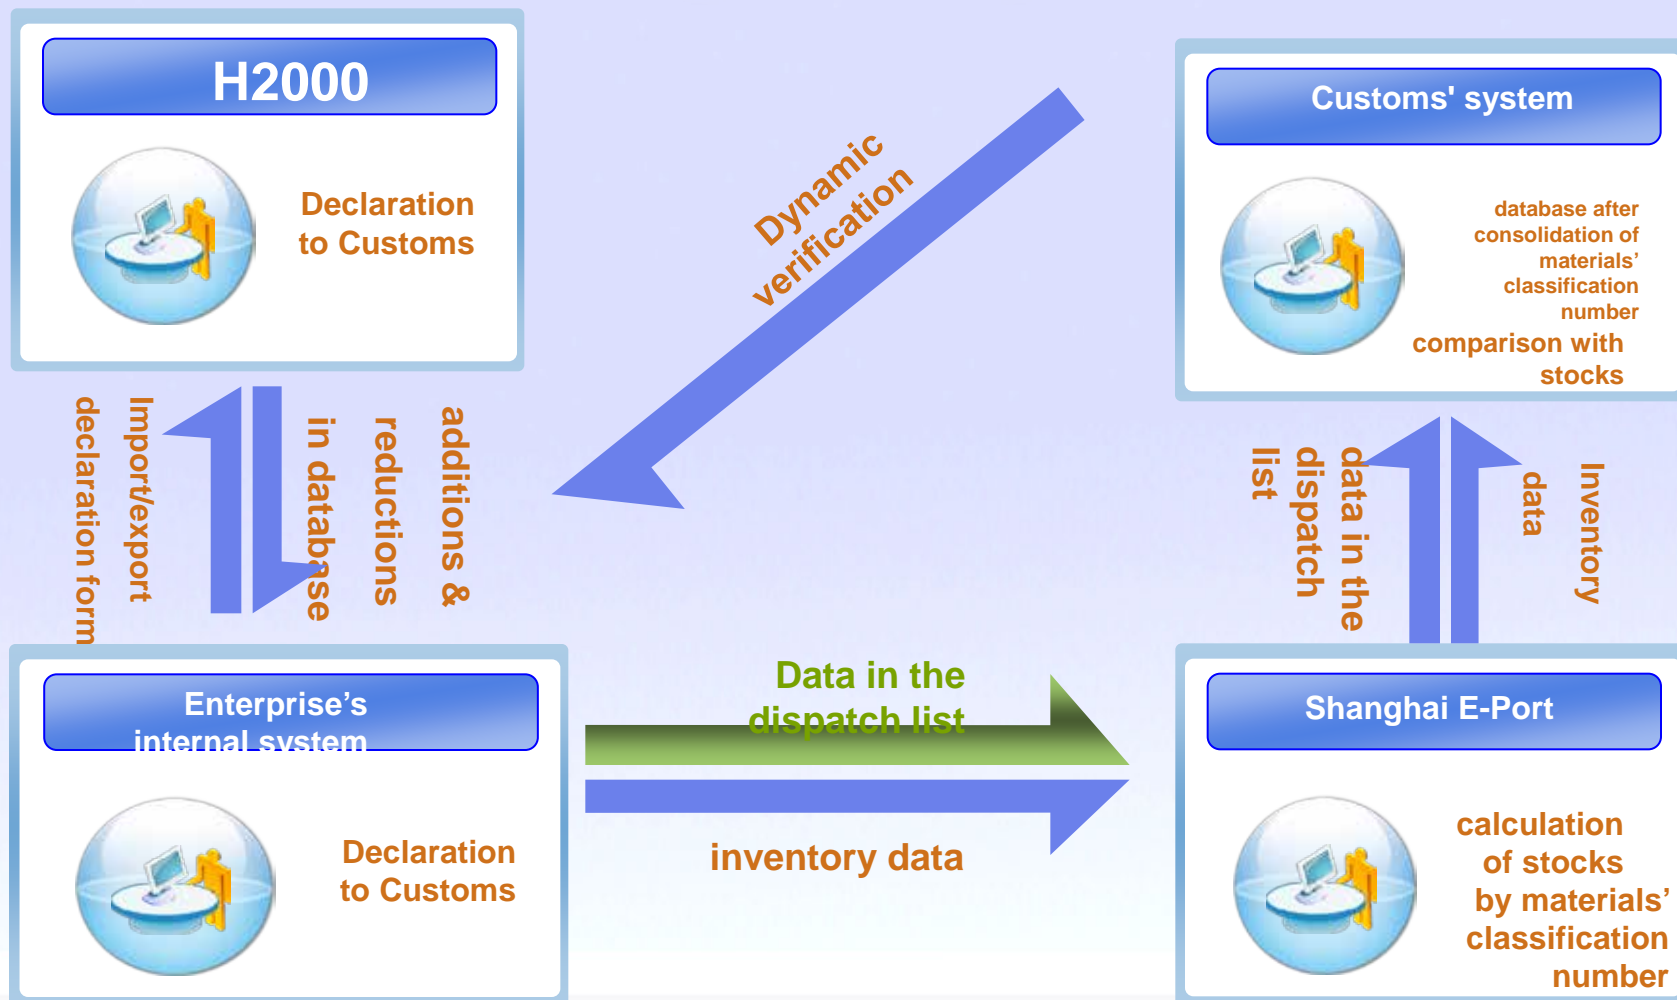 H2000
Declaration
to Customs
Customs' system
database after
consolidation of
materials’
classification
number
comparison with
stocks
Dynamic
verification
Import/export
declaration form
additions &
reductions
in database
data in the
dispatch
list
Inventory
data
Enterprise’s
internal system
Declaration
to Customs
Data in the
dispatch list
inventory data
Shanghai E-Port
calculation
of stocks
by materials’
classification
number